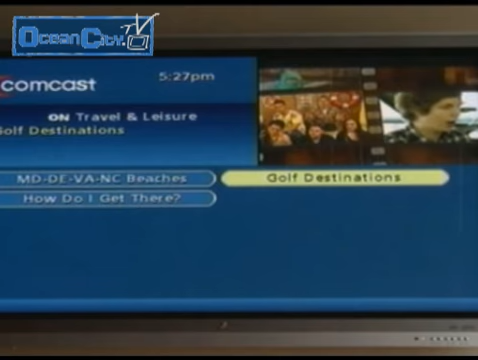 OceanCity.TV
comcast
5:27pm
ON Travel & Leisure
Golf Destinations
MD-DE-VA-NC Beaches
Golf Destinations
How Do I Get There?